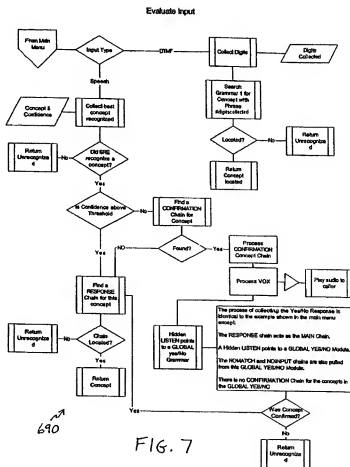 Evaluate Input
From Main
Menu
Input Type
DTMF
Collect Digits
Digits
Collected
Speech
Concept &
Confidence
Collect best
concept
recognized
Search
Grammar 1 for
Concept with
Phrase
#digitscollected
Located?
No
Return
Unrecognize
d
Return
Concept
located
Did SRE
recognize a
concept?
No
Return
Unrecognize
d
Yes
Is Confidence above
Threshold
No
Find a
CONFIRMATION
Chain for
Concept
Yes
NO
Found?
Yes
Process
CONFIRMATION
Concept Chain
Process VOX
Play audio to
caller
Find a
RESPONSE
Chain for this
concept
Hidden
LISTEN points
to a GLOBAL
yes/No
Grammar
The process of collecting the Yes/No Response is
identical to the example shown in the main menu
except:
The RESPONSE chain acts as the MAIN Chain.
A Hidden LISTEN points to a GLOBAL YES/NO Module.
The NOMATCH and NOINPUT chains are also pulled
from this GLOBAL YES/NO Module.
There is no CONFIRMATION Chain for the concepts in
the GLOBAL YES/NO
Chain
Located?
No
Return
Unrecognize
d
Yes
Return
Concept
Yes
Was Concept
Confirmed?
No
Return
Unrecognize
d
690
FIG. 7